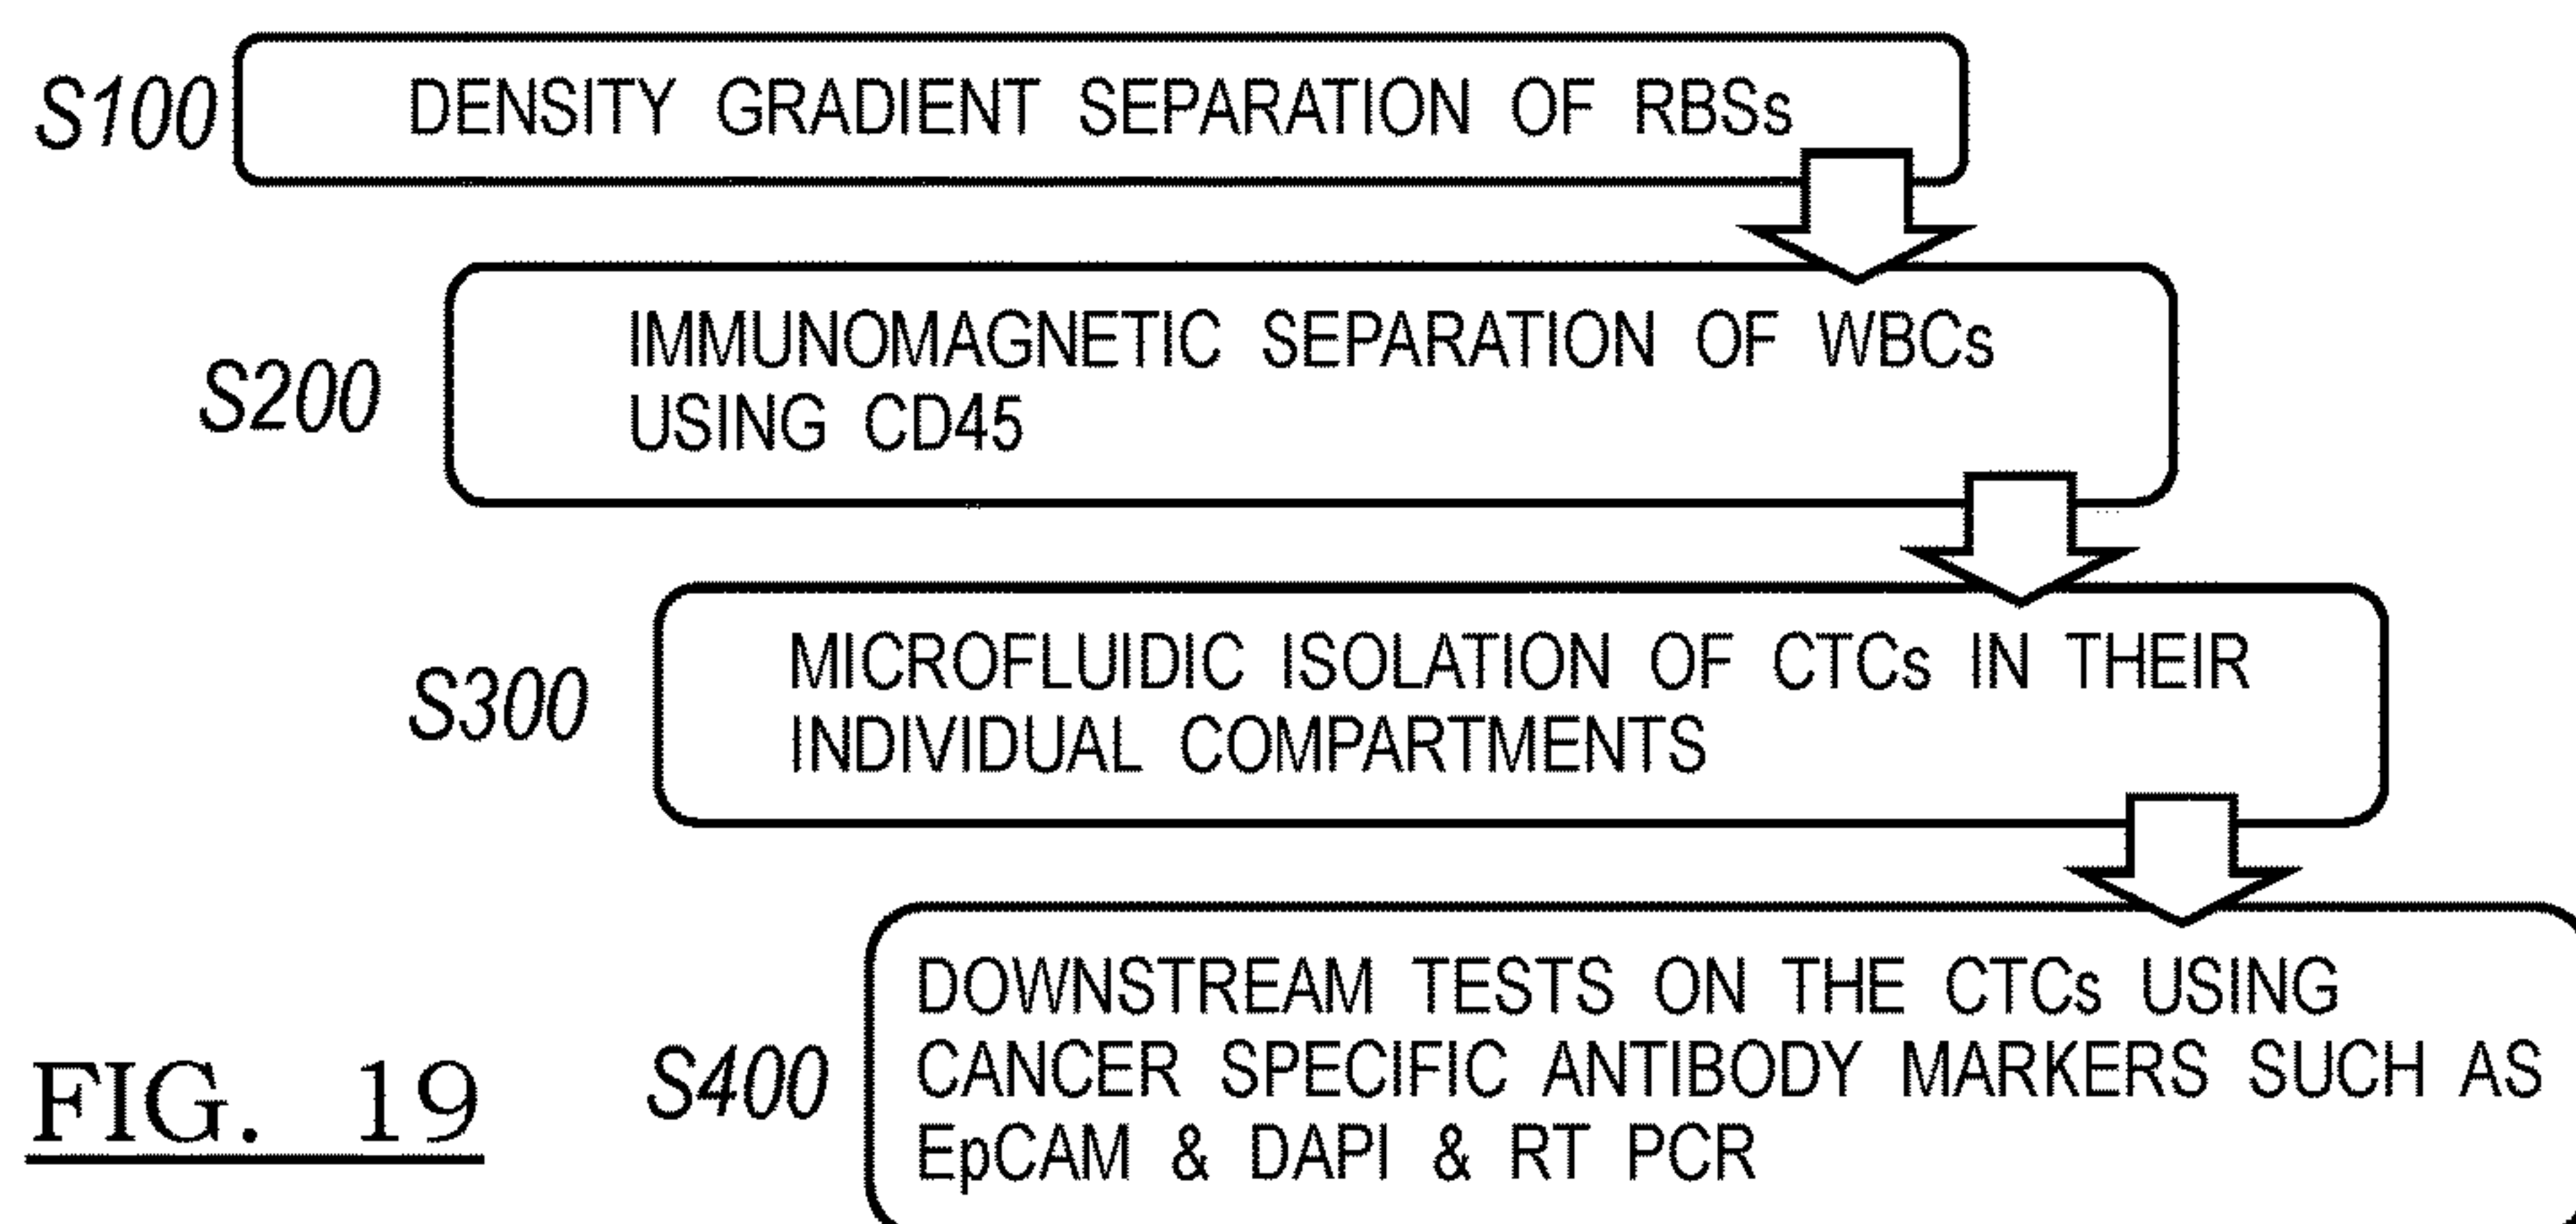 S100
DENSITY GRADIENT SEPARATION OF RBSs
S200
IMMUNOMAGNETIC SEPARATION OF WBCs
USING CD45
S300
MICROFLUIDIC ISOLATION OF CTCs IN THEIR
INDIVIDUAL COMPARTMENTS
S400
DOWNSTREAM TESTS ON THE CTCs USING
CANCER SPECIFIC ANTIBODY MARKERS SUCH AS
EpCAM & DAPI & RT PCR
FIG. 19